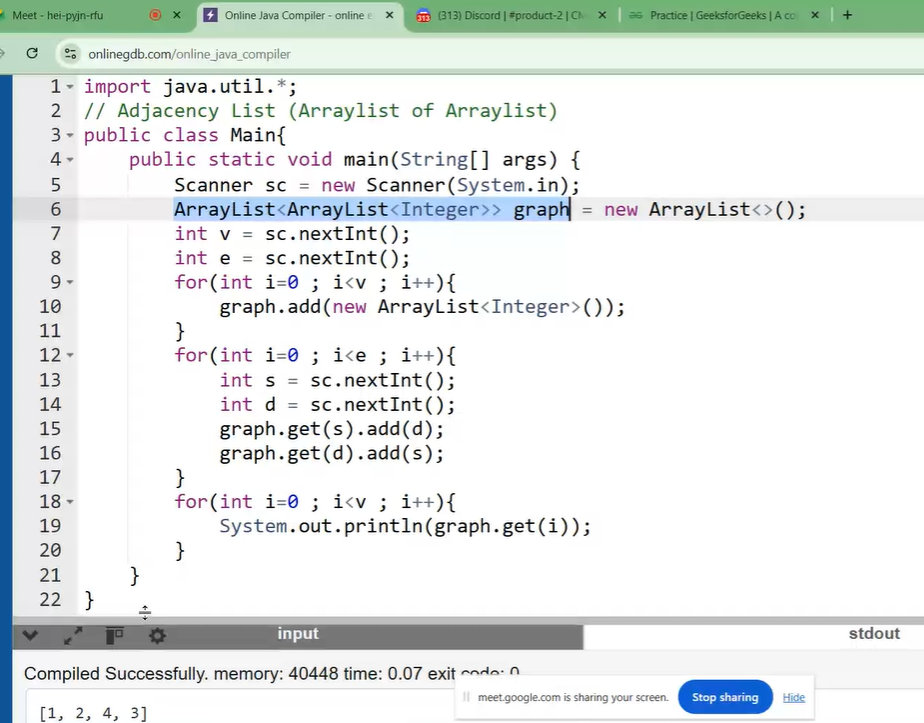 Meet - hei-pyjn-rfu
Online Java Compiler - online e
(313) Discord | #product-2 | C
Practice | GeeksforGeeks | A co
onlinegdb.com/online_java_compiler
1 import java.util.*;
2 // Adjacency List (Arraylist of Arraylist)
3 public class Main{
4 public static void main(String[] args) {
5 Scanner sc = new Scanner(System.in);
6 ArrayList<ArrayList<Integer>> graph = new ArrayList<>();
7 int v = sc.nextInt();
8 int e = sc.nextInt();
9 for(int i=0 ; i<v ; i++){
10 graph.add(new ArrayList<Integer>());
11 }
12 for(int i=0 ; i<e ; i++){
13 int s = sc.nextInt();
14 int d = sc.nextInt();
15 graph.get(s).add(d);
16 graph.get(d).add(s);
17 }
18 for(int i=0 ; i<v ; i++){
19 System.out.println(graph.get(i));
20 }
21 }
22 }
input
stdout
Compiled Successfully. memory: 40448 time: 0.07 exit code: 0
meet.google.com is sharing your screen.
Stop sharing
Hide
[1, 2, 4, 3]